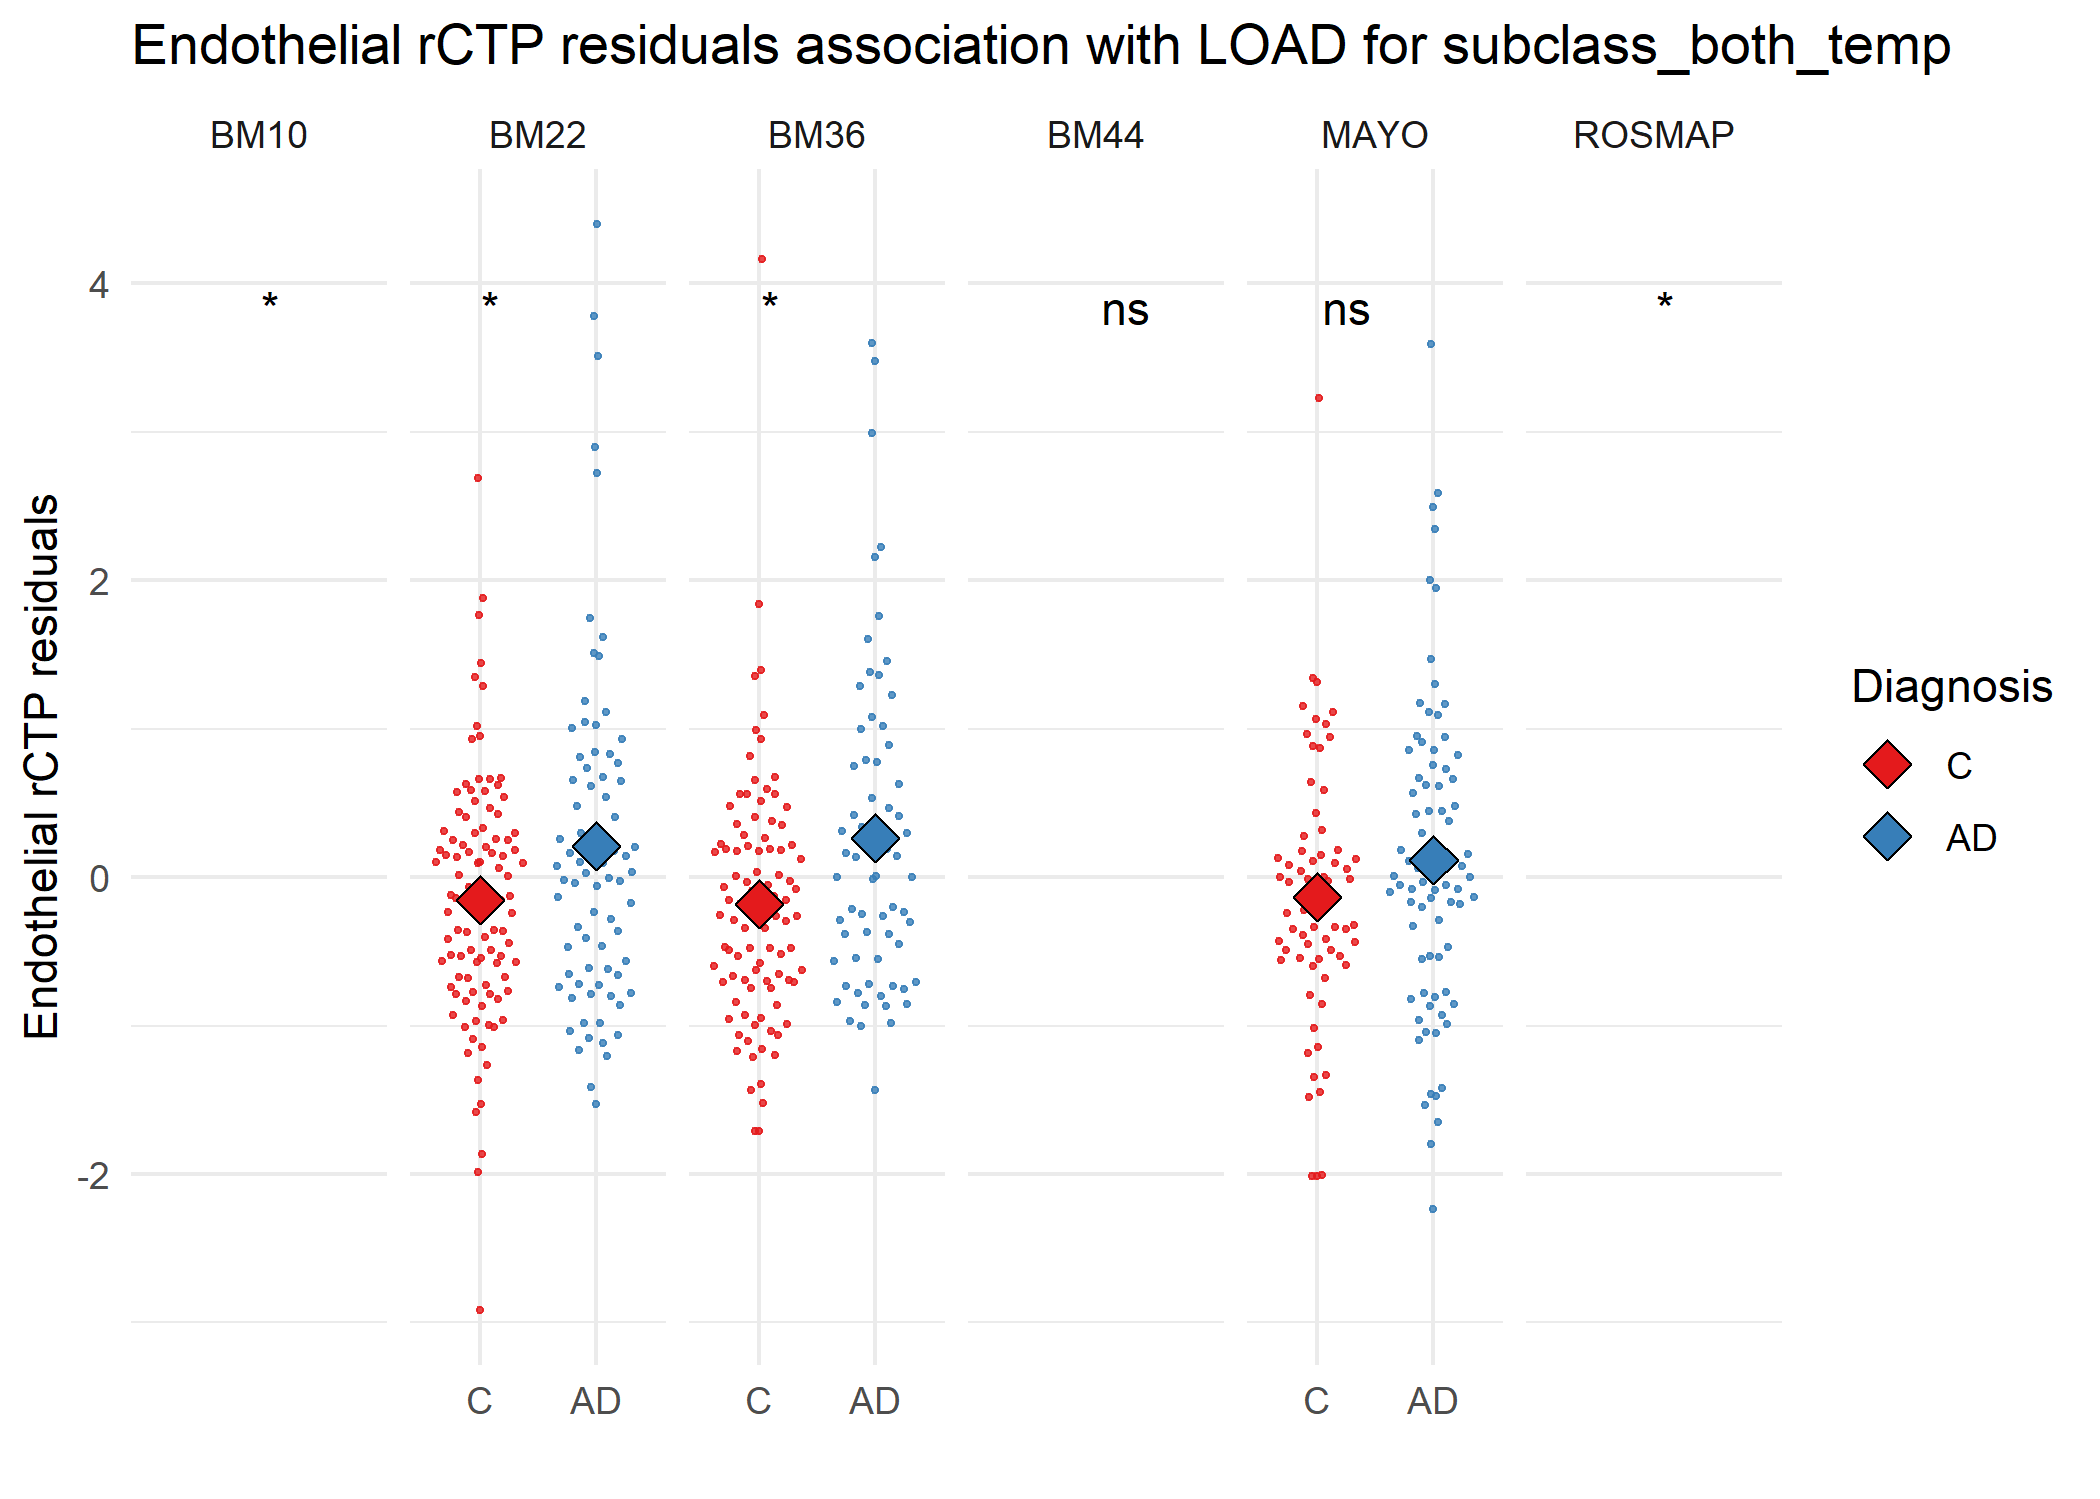 Endothelial rCTP residuals association with LOAD for subclass_both_temp
BM10 BM22 BM36 BM44 MAYO ROSMAP
Endothelial rCTP residuals
4
2
0
-2
* * * ns ns *
C AD C AD C AD
Diagnosis
C
AD